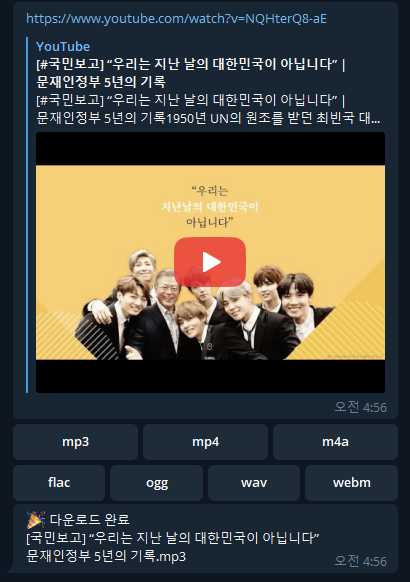 https://www.youtube.com/watch?v=NQHterQ8-aE
YouTube
[#국민보고] “우리는 지난 날의 대한민국이 아닙니다” |
문재인정부 5년의 기록
[#국민보고] “우리는 지난 날의 대한민국이 아닙니다” |
문재인정부 5년의 기록1950년 UN의 원조를 받던 최빈국 대...
“우리는
지난날의 대한민국이
아닙니다”
오전 4:56
mp3 mp4 m4a
flac ogg wav webm
🎉 다운로드 완료
[국민보고] “우리는 지난 날의 대한민국이 아닙니다”
문재인정부 5년의 기록.mp3
오전 4:56